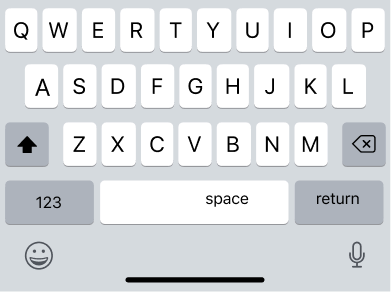 Q W E R T Y U I O P
A S D F G H J K L
Z X C V B N M
123 space return